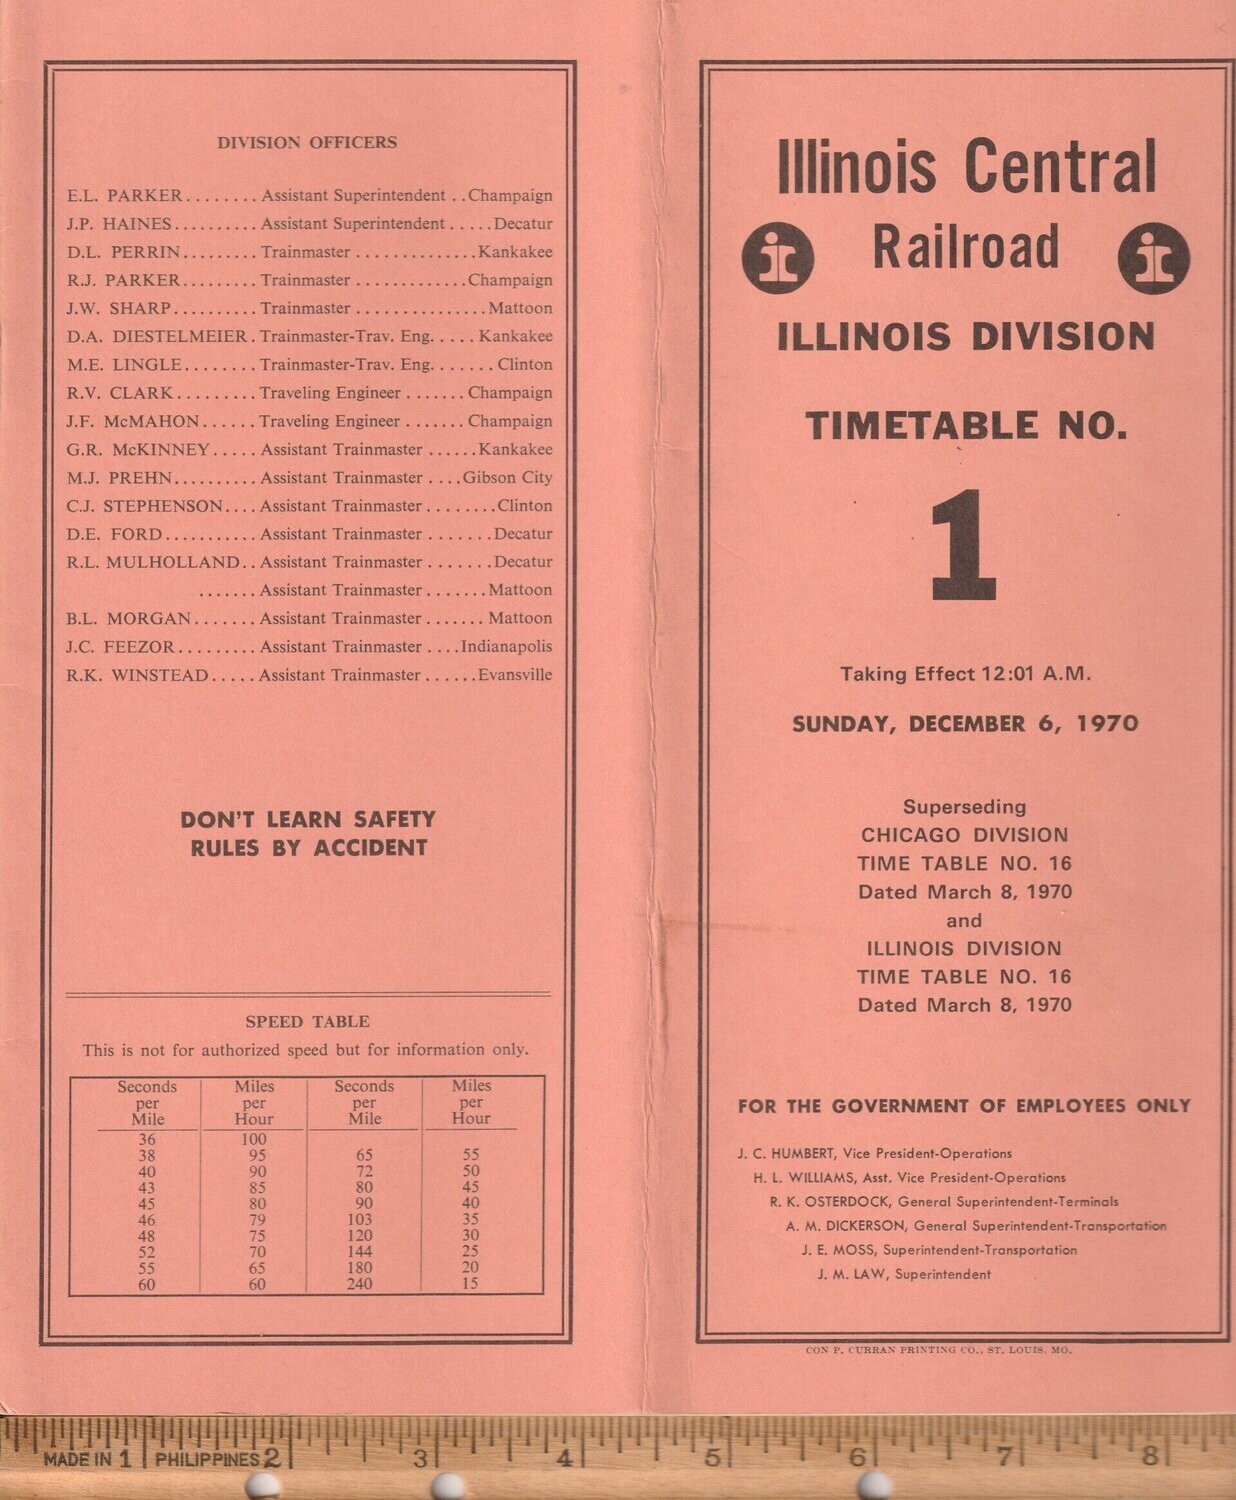 DIVISION OFFICERS
E.L. PARKER........ Assistant Superintendent ..Champaign
J.P. HAINES.......... Assistant Superintendent .....Decatur
D.L. PERRIN......... Trainmaster ..............Kankakee
R.J. PARKER......... Trainmaster .............Champaign
J.W. SHARP.......... Trainmaster ...............Mattoon
D.A. DIESTELMEIER. Trainmaster-Trav. Eng..... Kankakee
M.E. LINGLE........ Trainmaster-Trav. Eng........ Clinton
R.V. CLARK......... Traveling Engineer ....... Champaign
J.F. McMAHON...... Traveling Engineer ....... Champaign
G.R. McKINNEY..... Assistant Trainmaster ......Kankakee
M.J. PREHN.......... Assistant Trainmaster ....Gibson City
C.J. STEPHENSON.... Assistant Trainmaster ........Clinton
D.E. FORD........... Assistant Trainmaster .......Decatur
R.L. MULHOLLAND.. Assistant Trainmaster .......Decatur
....... Assistant Trainmaster .......Mattoon
B.L. MORGAN....... Assistant Trainmaster ....... Mattoon
J.C. FEEZOR......... Assistant Trainmaster ....Indianapolis
R.K. WINSTEAD..... Assistant Trainmaster ......Evansville
DON'T LEARN SAFETY
RULES BY ACCIDENT
SPEED TABLE
This is not for authorized speed but for information only.
Seconds Miles Seconds Miles
per per per per
Mile Hour Mile Hour
36 100
38 95 65 55
40 90 72 50
43 85 80 45
45 80 90 40
46 79 103 35
48 75 120 30
52 70 144 25
55 65 180 20
60 60 240 15
Illinois Central
Railroad
ic ic
ILLINOIS DIVISION
TIMETABLE NO.
1
Taking Effect 12:01 A.M.
SUNDAY, DECEMBER 6, 1970
Superseding
CHICAGO DIVISION
TIME TABLE NO. 16
Dated March 8, 1970
and
ILLINOIS DIVISION
TIME TABLE NO. 16
Dated March 8, 1970
FOR THE GOVERNMENT OF EMPLOYEES ONLY
J. C. HUMBERT, Vice President-Operations
H. L. WILLIAMS, Asst. Vice President-Operations
R. K. OSTERDOCK, General Superintendent-Terminals
A. M. DICKERSON, General Superintendent-Transportation
J. E. MOSS, Superintendent-Transportation
J. M. LAW, Superintendent
CON P. CURRAN PRINTING CO., ST. LOUIS, MO.
MADE IN 1 PHILIPPINES 2 3 4 5 6 7 8